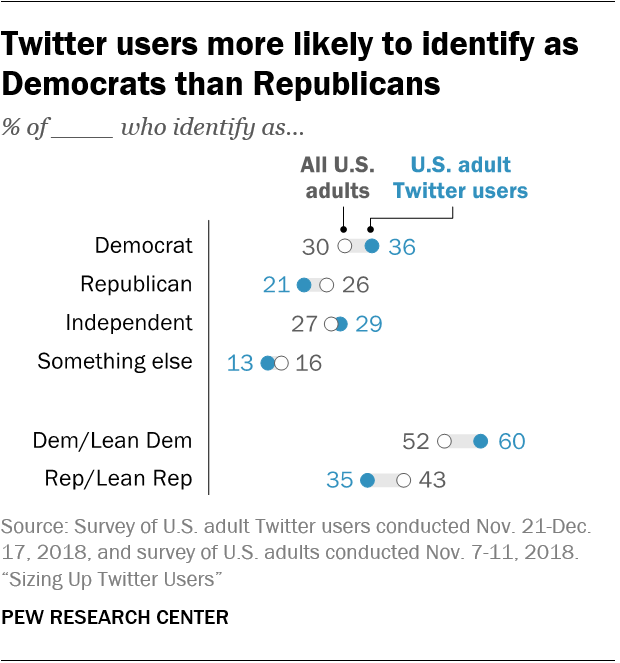 Twitter users more likely to identify as
Democrats than Republicans
% of ____ who identify as...
All U.S. adults
U.S. adult Twitter users
Democrat 30 36
Republican 21 26
Independent 27 29
Something else 13 16
Dem/Lean Dem 52 60
Rep/Lean Rep 35 43
Source: Survey of U.S. adult Twitter users conducted Nov. 21-Dec.
17, 2018, and survey of U.S. adults conducted Nov. 7-11, 2018.
“Sizing Up Twitter Users”
PEW RESEARCH CENTER